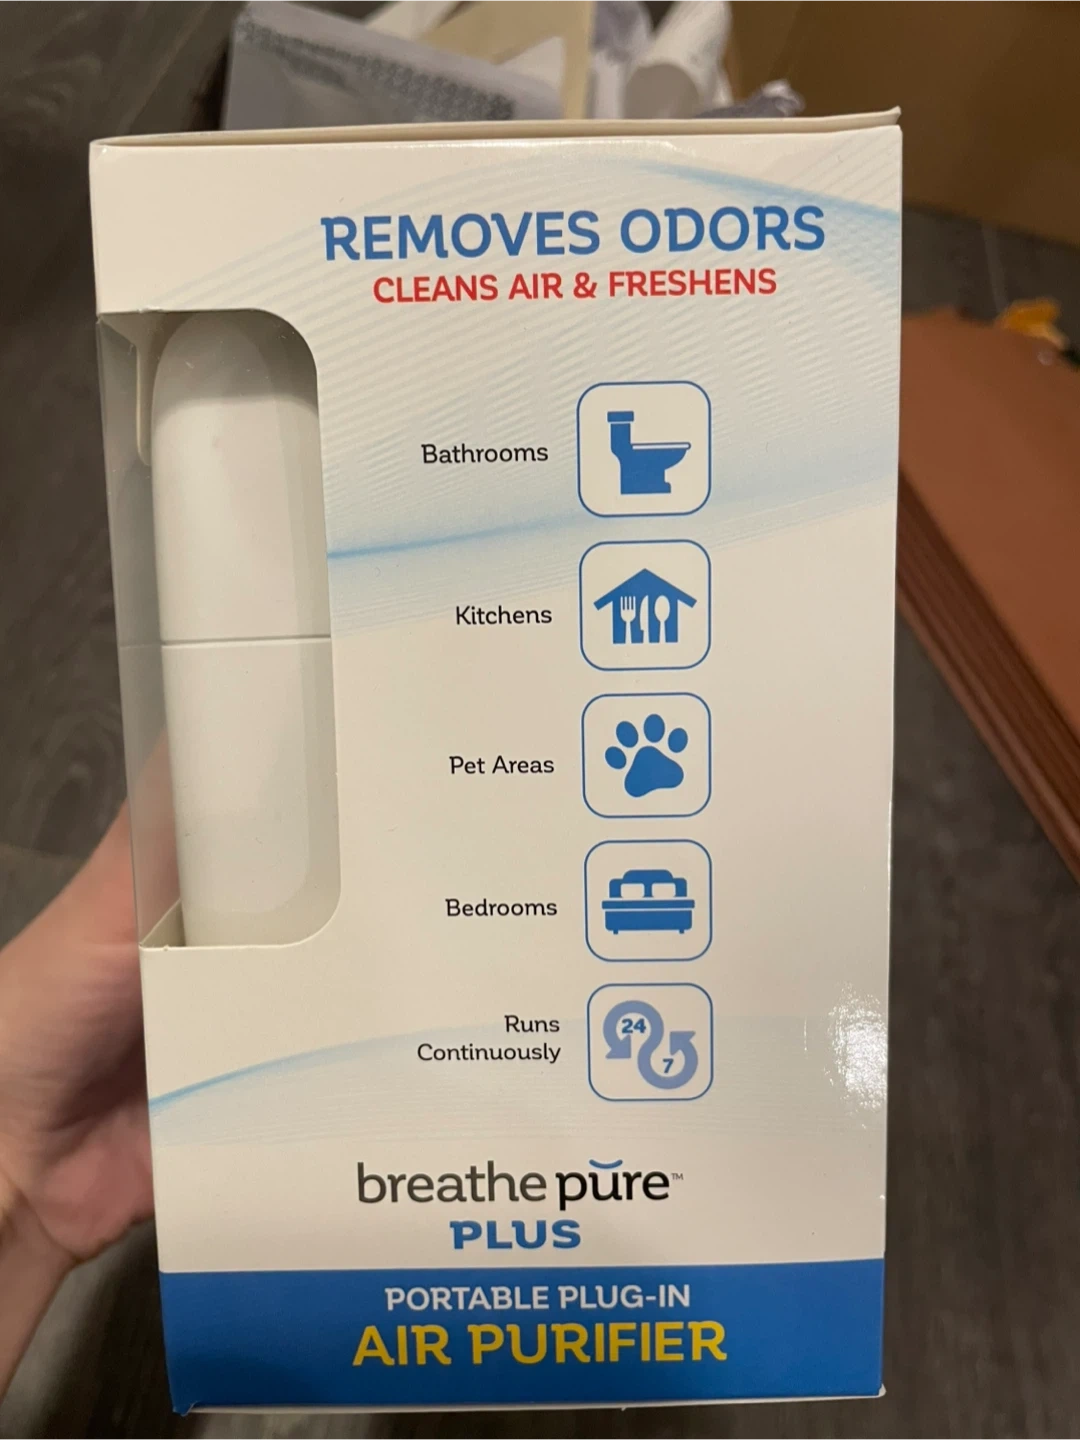 REMOVES ODORS
CLEANS AIR & FRESHENS
Bathrooms
Kitchens
Pet Areas
Bedrooms
Runs
Continuously
24
7
breathe pūre™
PLUS
PORTABLE PLUG-IN
AIR PURIFIER